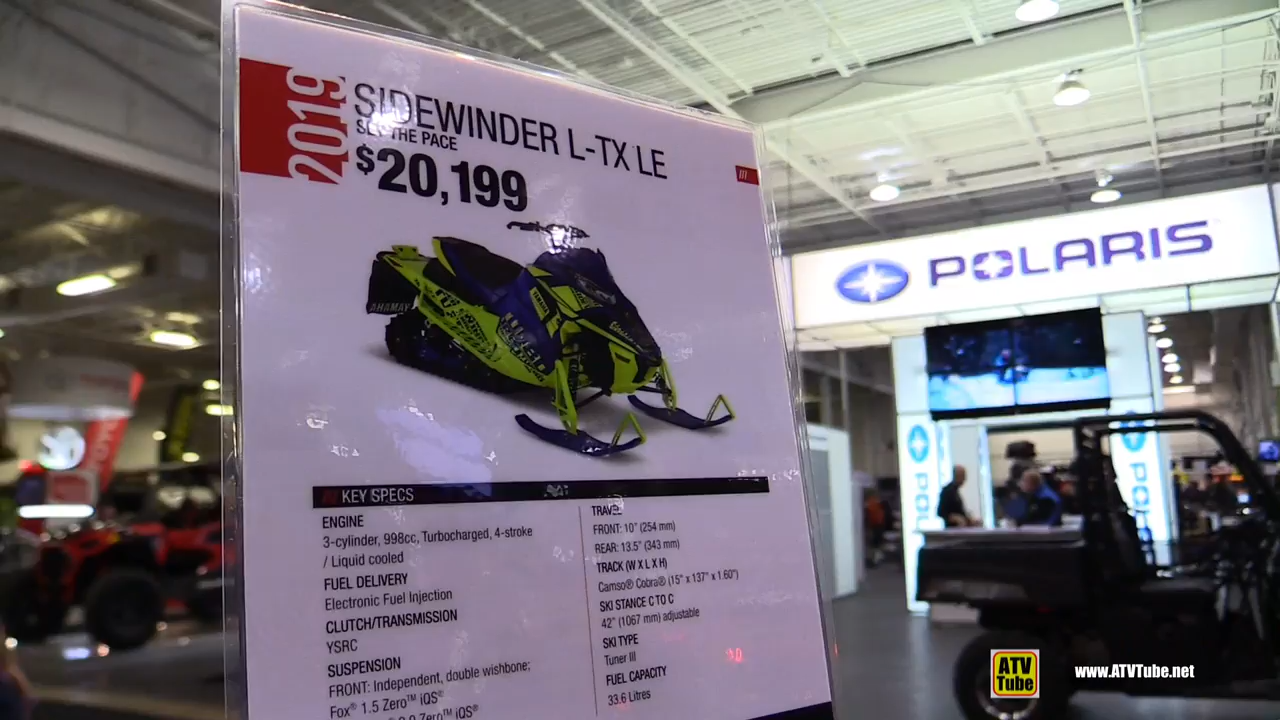 2019
SIDEWINDER L-TX LE
SET THE PACE
$20,199
KEY SPECS
ENGINE
3-cylinder, 998cc, Turbocharged, 4-stroke
/ Liquid cooled
FUEL DELIVERY
Electronic Fuel Injection
CLUTCH/TRANSMISSION
YSRC
SUSPENSION
FRONT: Independent, double wishbone;
Fox® 1.5 Zero™ iQS®
Zero™ iQS®
TRAVEL
FRONT: 10" (254 mm)
REAR: 13.5" (343 mm)
TRACK (W X L X H)
Camso® Cobra® (15" x 137" x 1.60")
SKI STANCE C TO C
42" (1067 mm) adjustable
SKI TYPE
Tuner III
FUEL CAPACITY
33.6 Litres
POLARIS
ATV
Tube
www.ATVTube.net